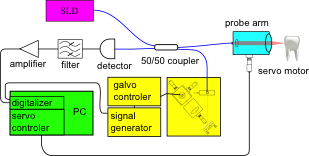 SLD
probe arm
50/50 coupler
amplifier
filter
detector
servo motor
galvo
controler
digitalizer
PC
servo
controler
signal
generator